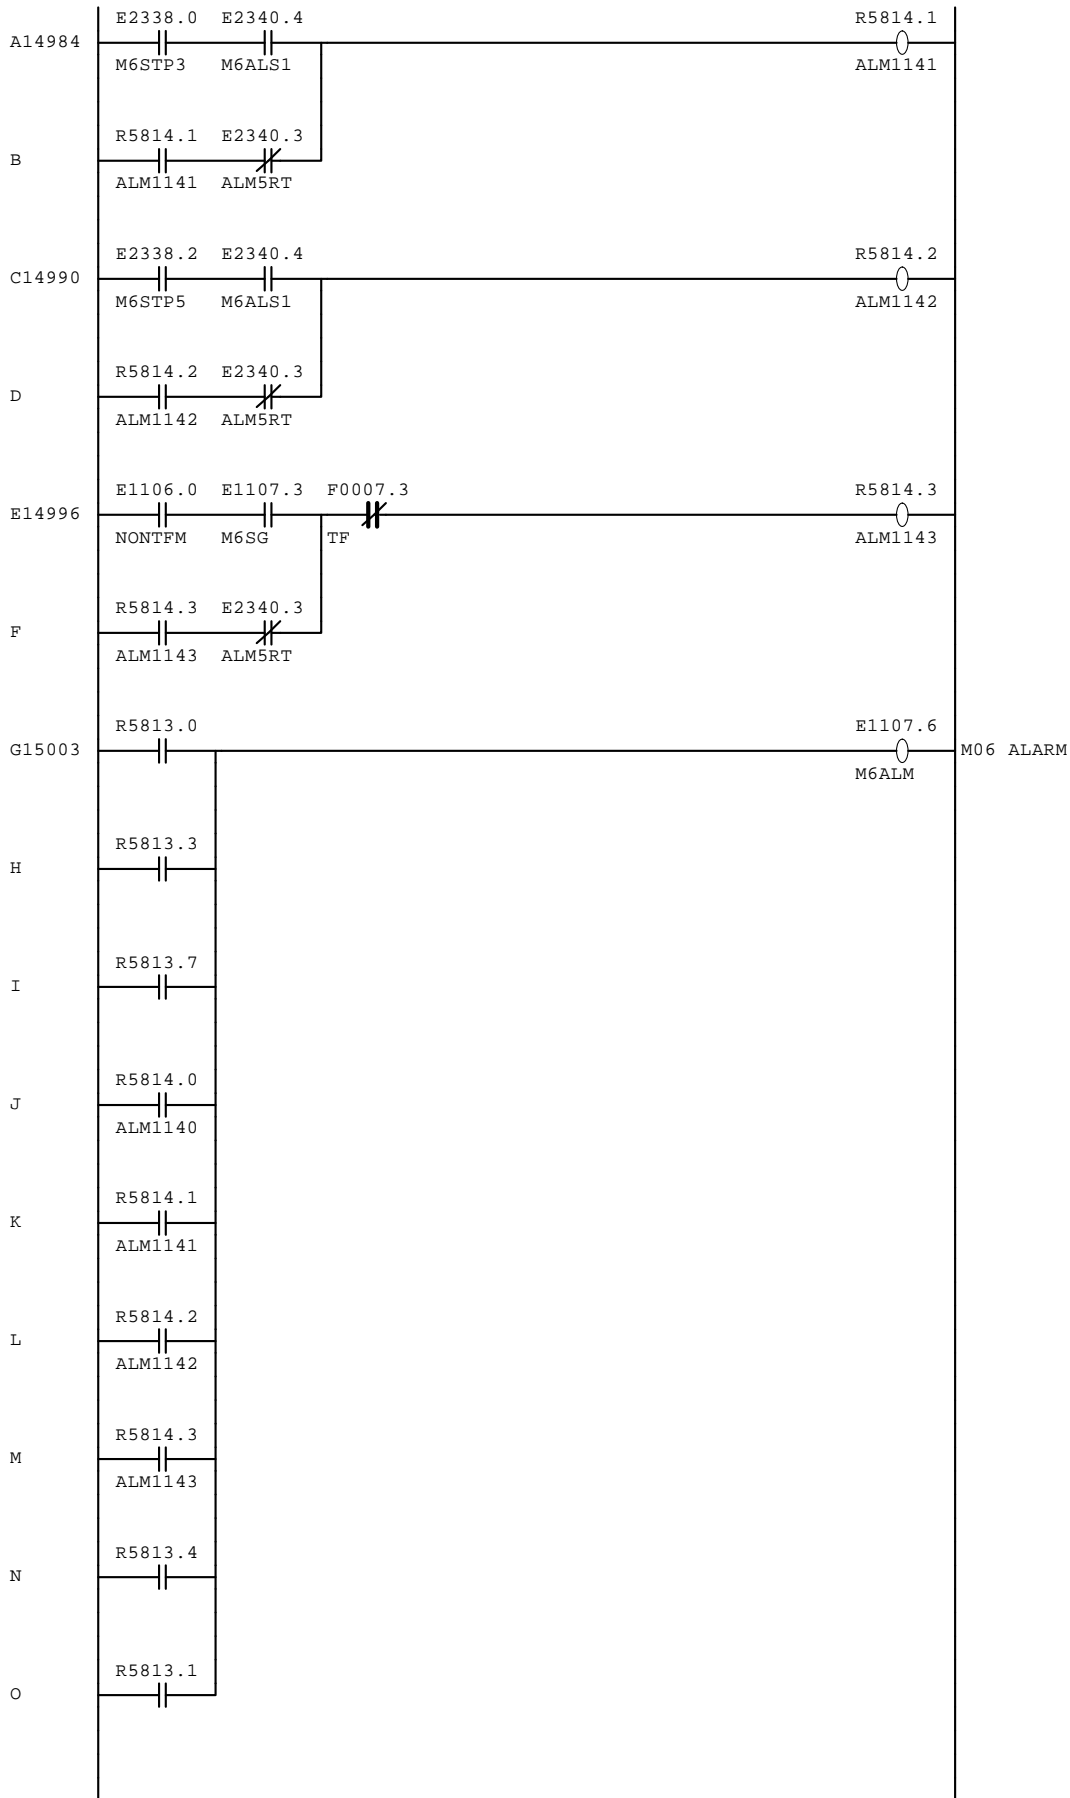 E2338.0 E2340.4 R5814.1
A14984
M6STP3 M6ALS1 ALM1141
R5814.1 E2340.3
B
ALM1141 ALM5RT
E2338.2 E2340.4 R5814.2
C14990
M6STP5 M6ALS1 ALM1142
R5814.2 E2340.3
D
ALM1142 ALM5RT
E1106.0 E1107.3 F0007.3 R5814.3
E14996
NONTFM M6SG TF ALM1143
R5814.3 E2340.3
F
ALM1143 ALM5RT
R5813.0 E1107.6
G15003 M06 ALARM
M6ALM
R5813.3
H
R5813.7
I
R5814.0
J
ALM1140
R5814.1
K
ALM1141
R5814.2
L
ALM1142
R5814.3
M
ALM1143
R5813.4
N
R5813.1
O